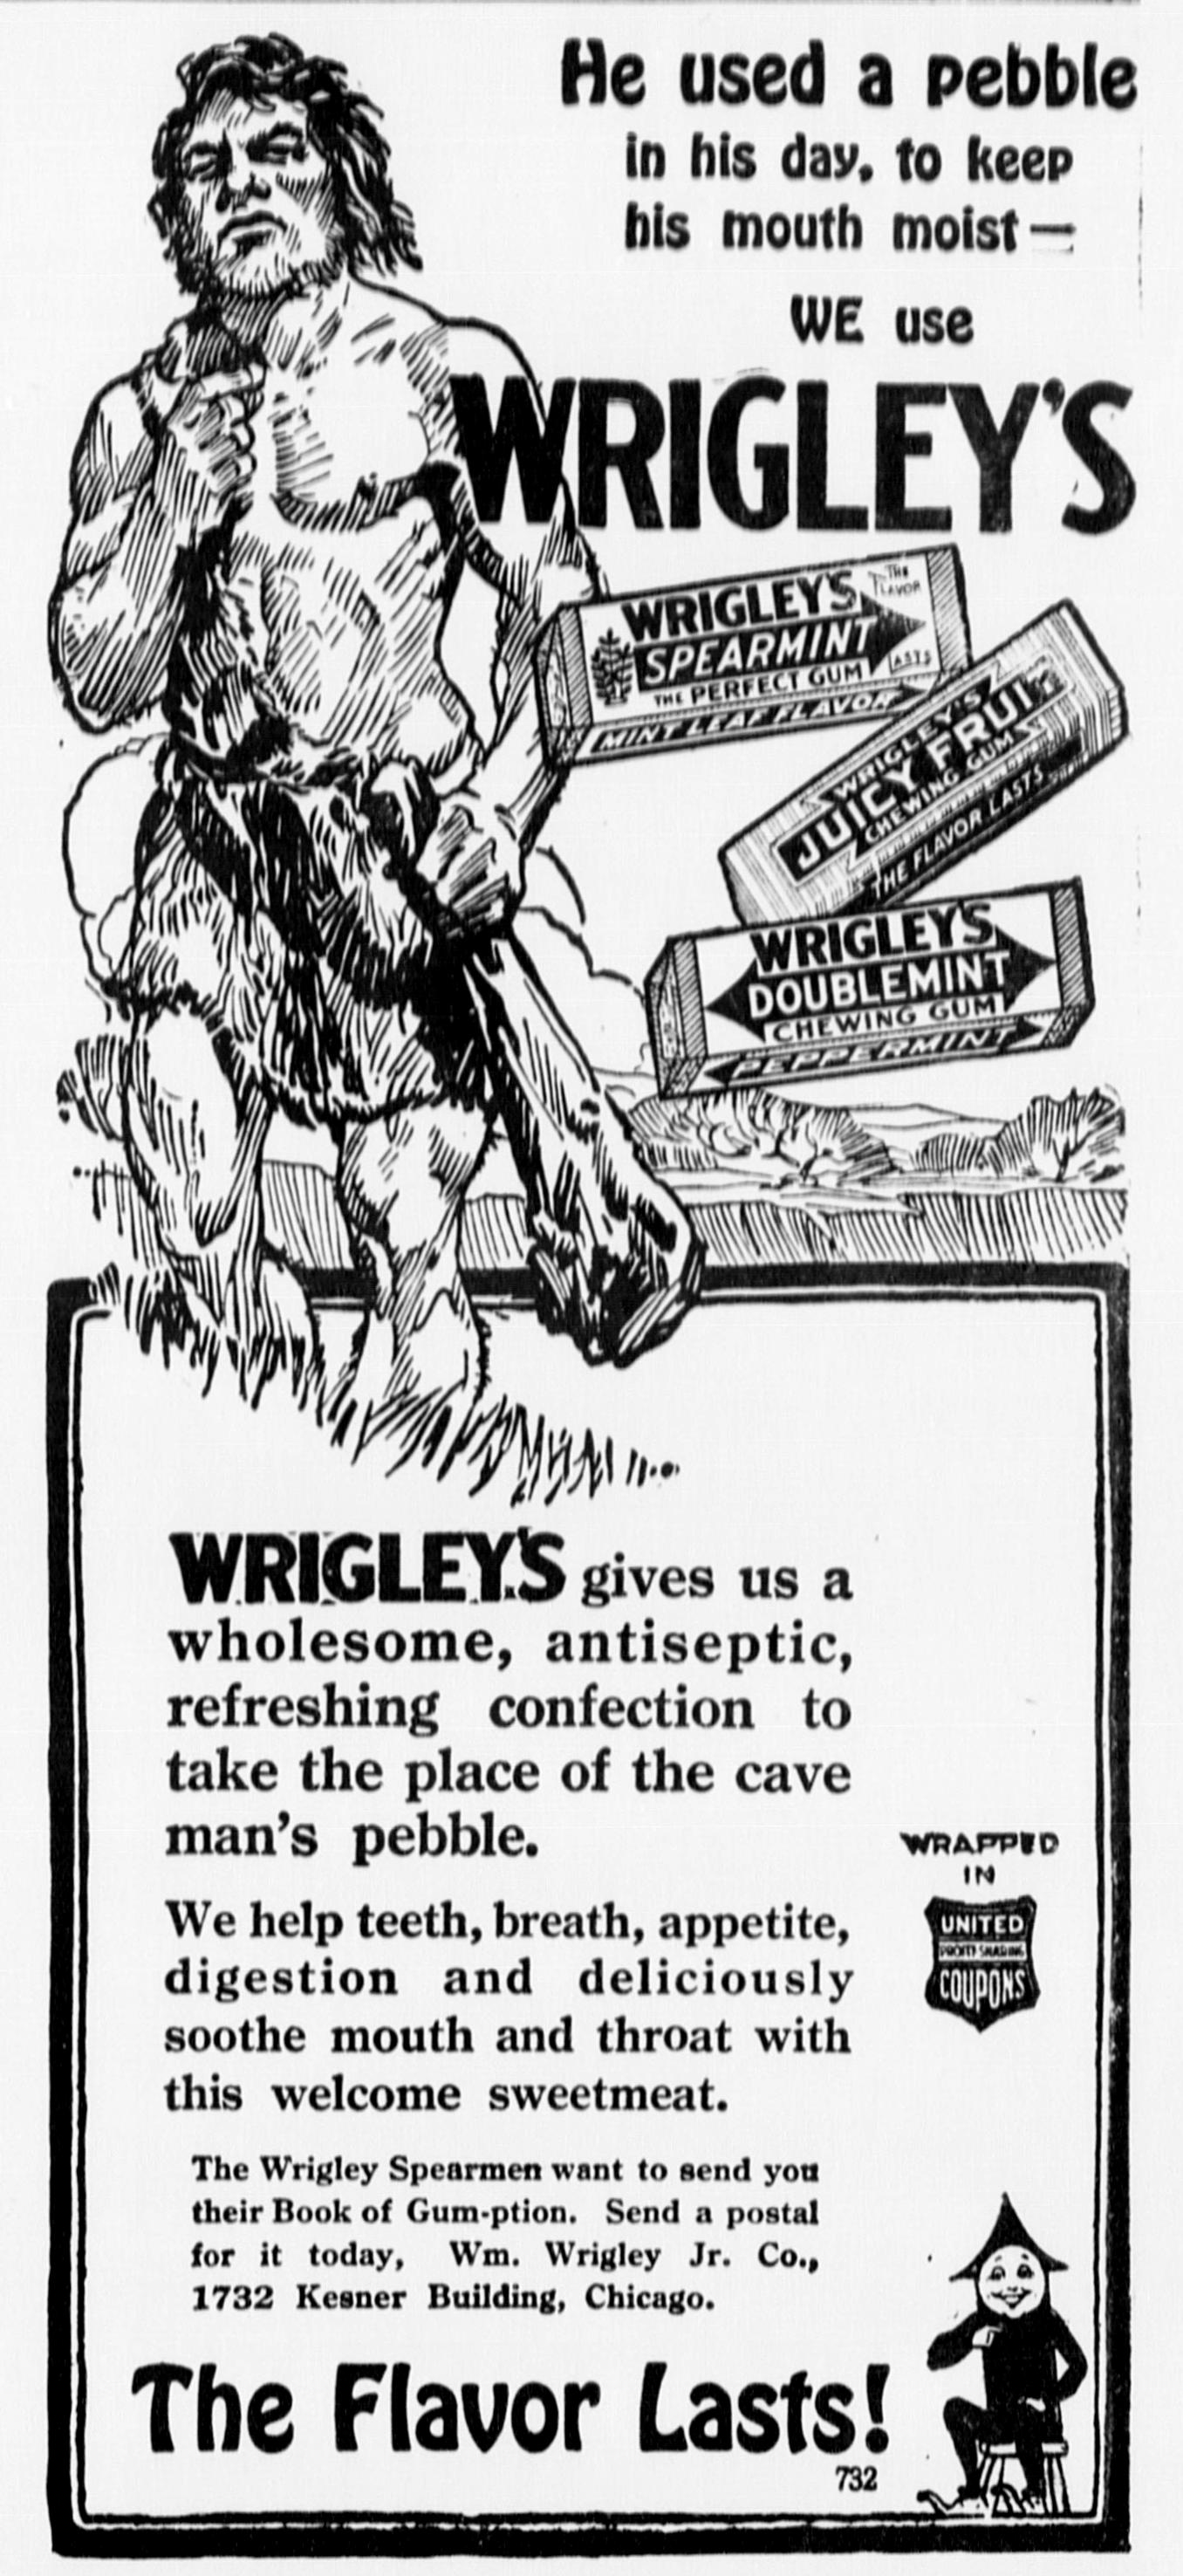 He used a pebble
in his day, to keep
his mouth moist—
WE use
WRIGLEY'S
WRIGLEY'S
THE FLAVOR LASTS
SPEARMINT
THE PERFECT GUM
MINT LEAF FLAVOR
WRIGLEY'S
JUICY FRUIT
CHEWING GUM
THE FLAVOR LASTS
WRIGLEY'S
DOUBLEMINT
CHEWING GUM
PEPPERMINT
WRIGLEY'S gives us a
wholesome, antiseptic,
refreshing confection to
take the place of the cave
man's pebble.
We help teeth, breath, appetite,
digestion and deliciously
soothe mouth and throat with
this welcome sweetmeat.
WRAPPED
IN
UNITED
PROFIT SHARING
COUPONS
The Wrigley Spearmen want to send you
their Book of Gum-ption. Send a postal
for it today, Wm. Wrigley Jr. Co.,
1732 Kesner Building, Chicago.
The Flavor Lasts!
732